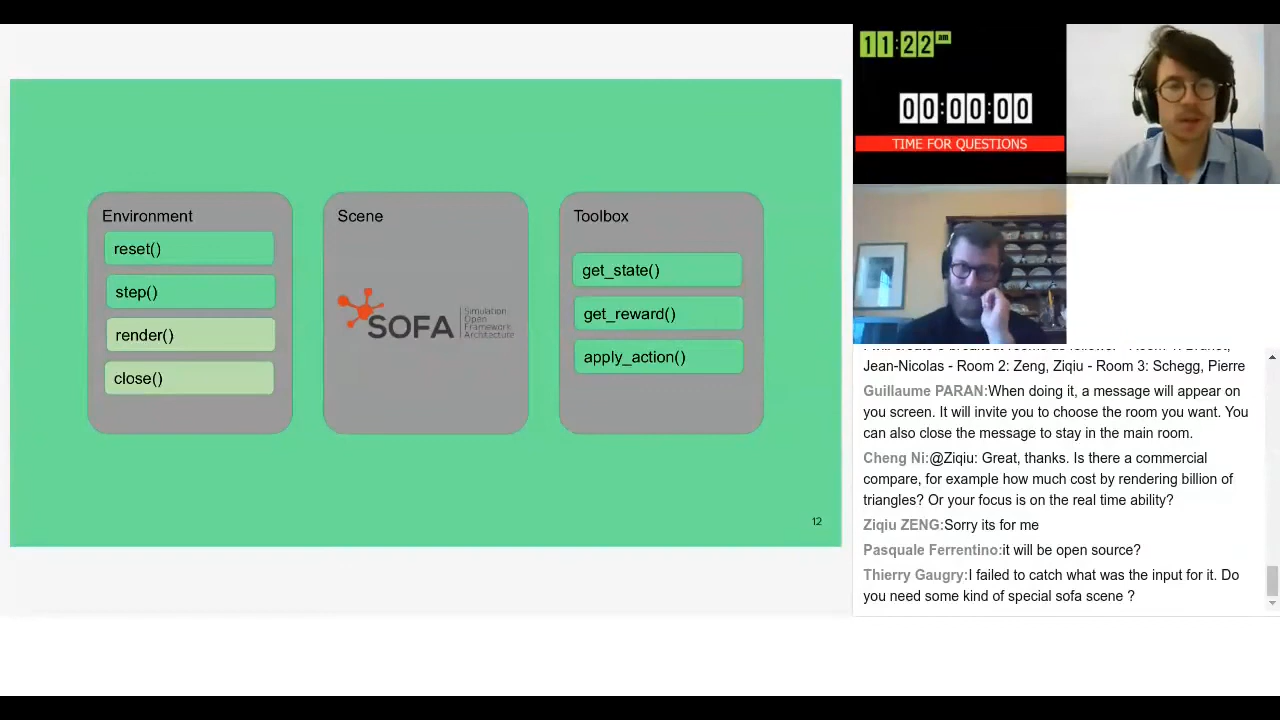 Environment
reset()
step()
render()
close()
Scene
SOFA
Simulation
Open
Framework
Architecture
Toolbox
get_state()
get_reward()
apply_action()
12
11:22 am
00:00:00
TIME FOR QUESTIONS
Jean-Nicolas - Room 2: Zeng, Ziqiu - Room 3: Schegg, Pierre
Guillaume PARAN:When doing it, a message will appear on
you screen. It will invite you to choose the room you want. You
can also close the message to stay in the main room.
Cheng Ni:@Ziqiu: Great, thanks. Is there a commercial
compare, for example how much cost by rendering billion of
triangles? Or your focus is on the real time ability?
Ziqiu ZENG:Sorry its for me
Pasquale Ferrentino:it will be open source?
Thierry Gaugry:I failed to catch what was the input for it. Do
you need some kind of special sofa scene ?